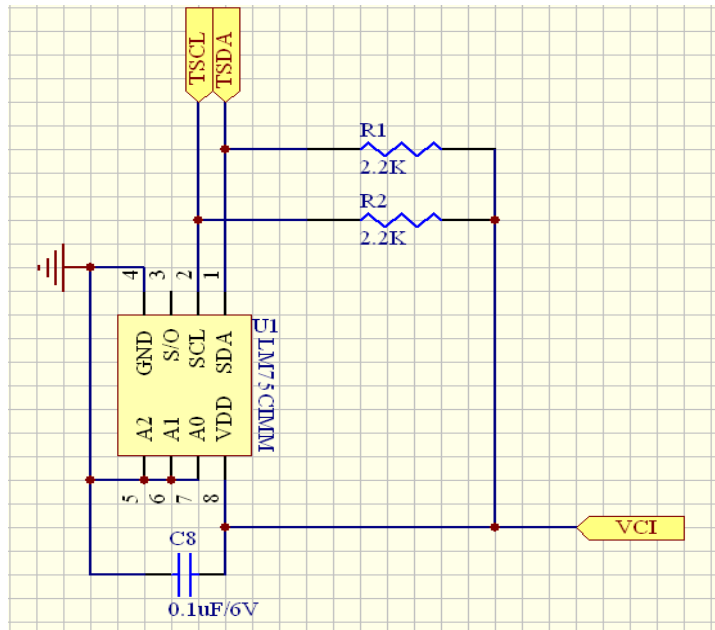 TSCL
TSDA
R1
2.2K
R2
2.2K
4
3
2
1
U1
LM75CIMM
GND
S/O
SCL
SDA
A2
A1
A0
VDD
5
6
7
8
VCI
C8
0.1uF/6V